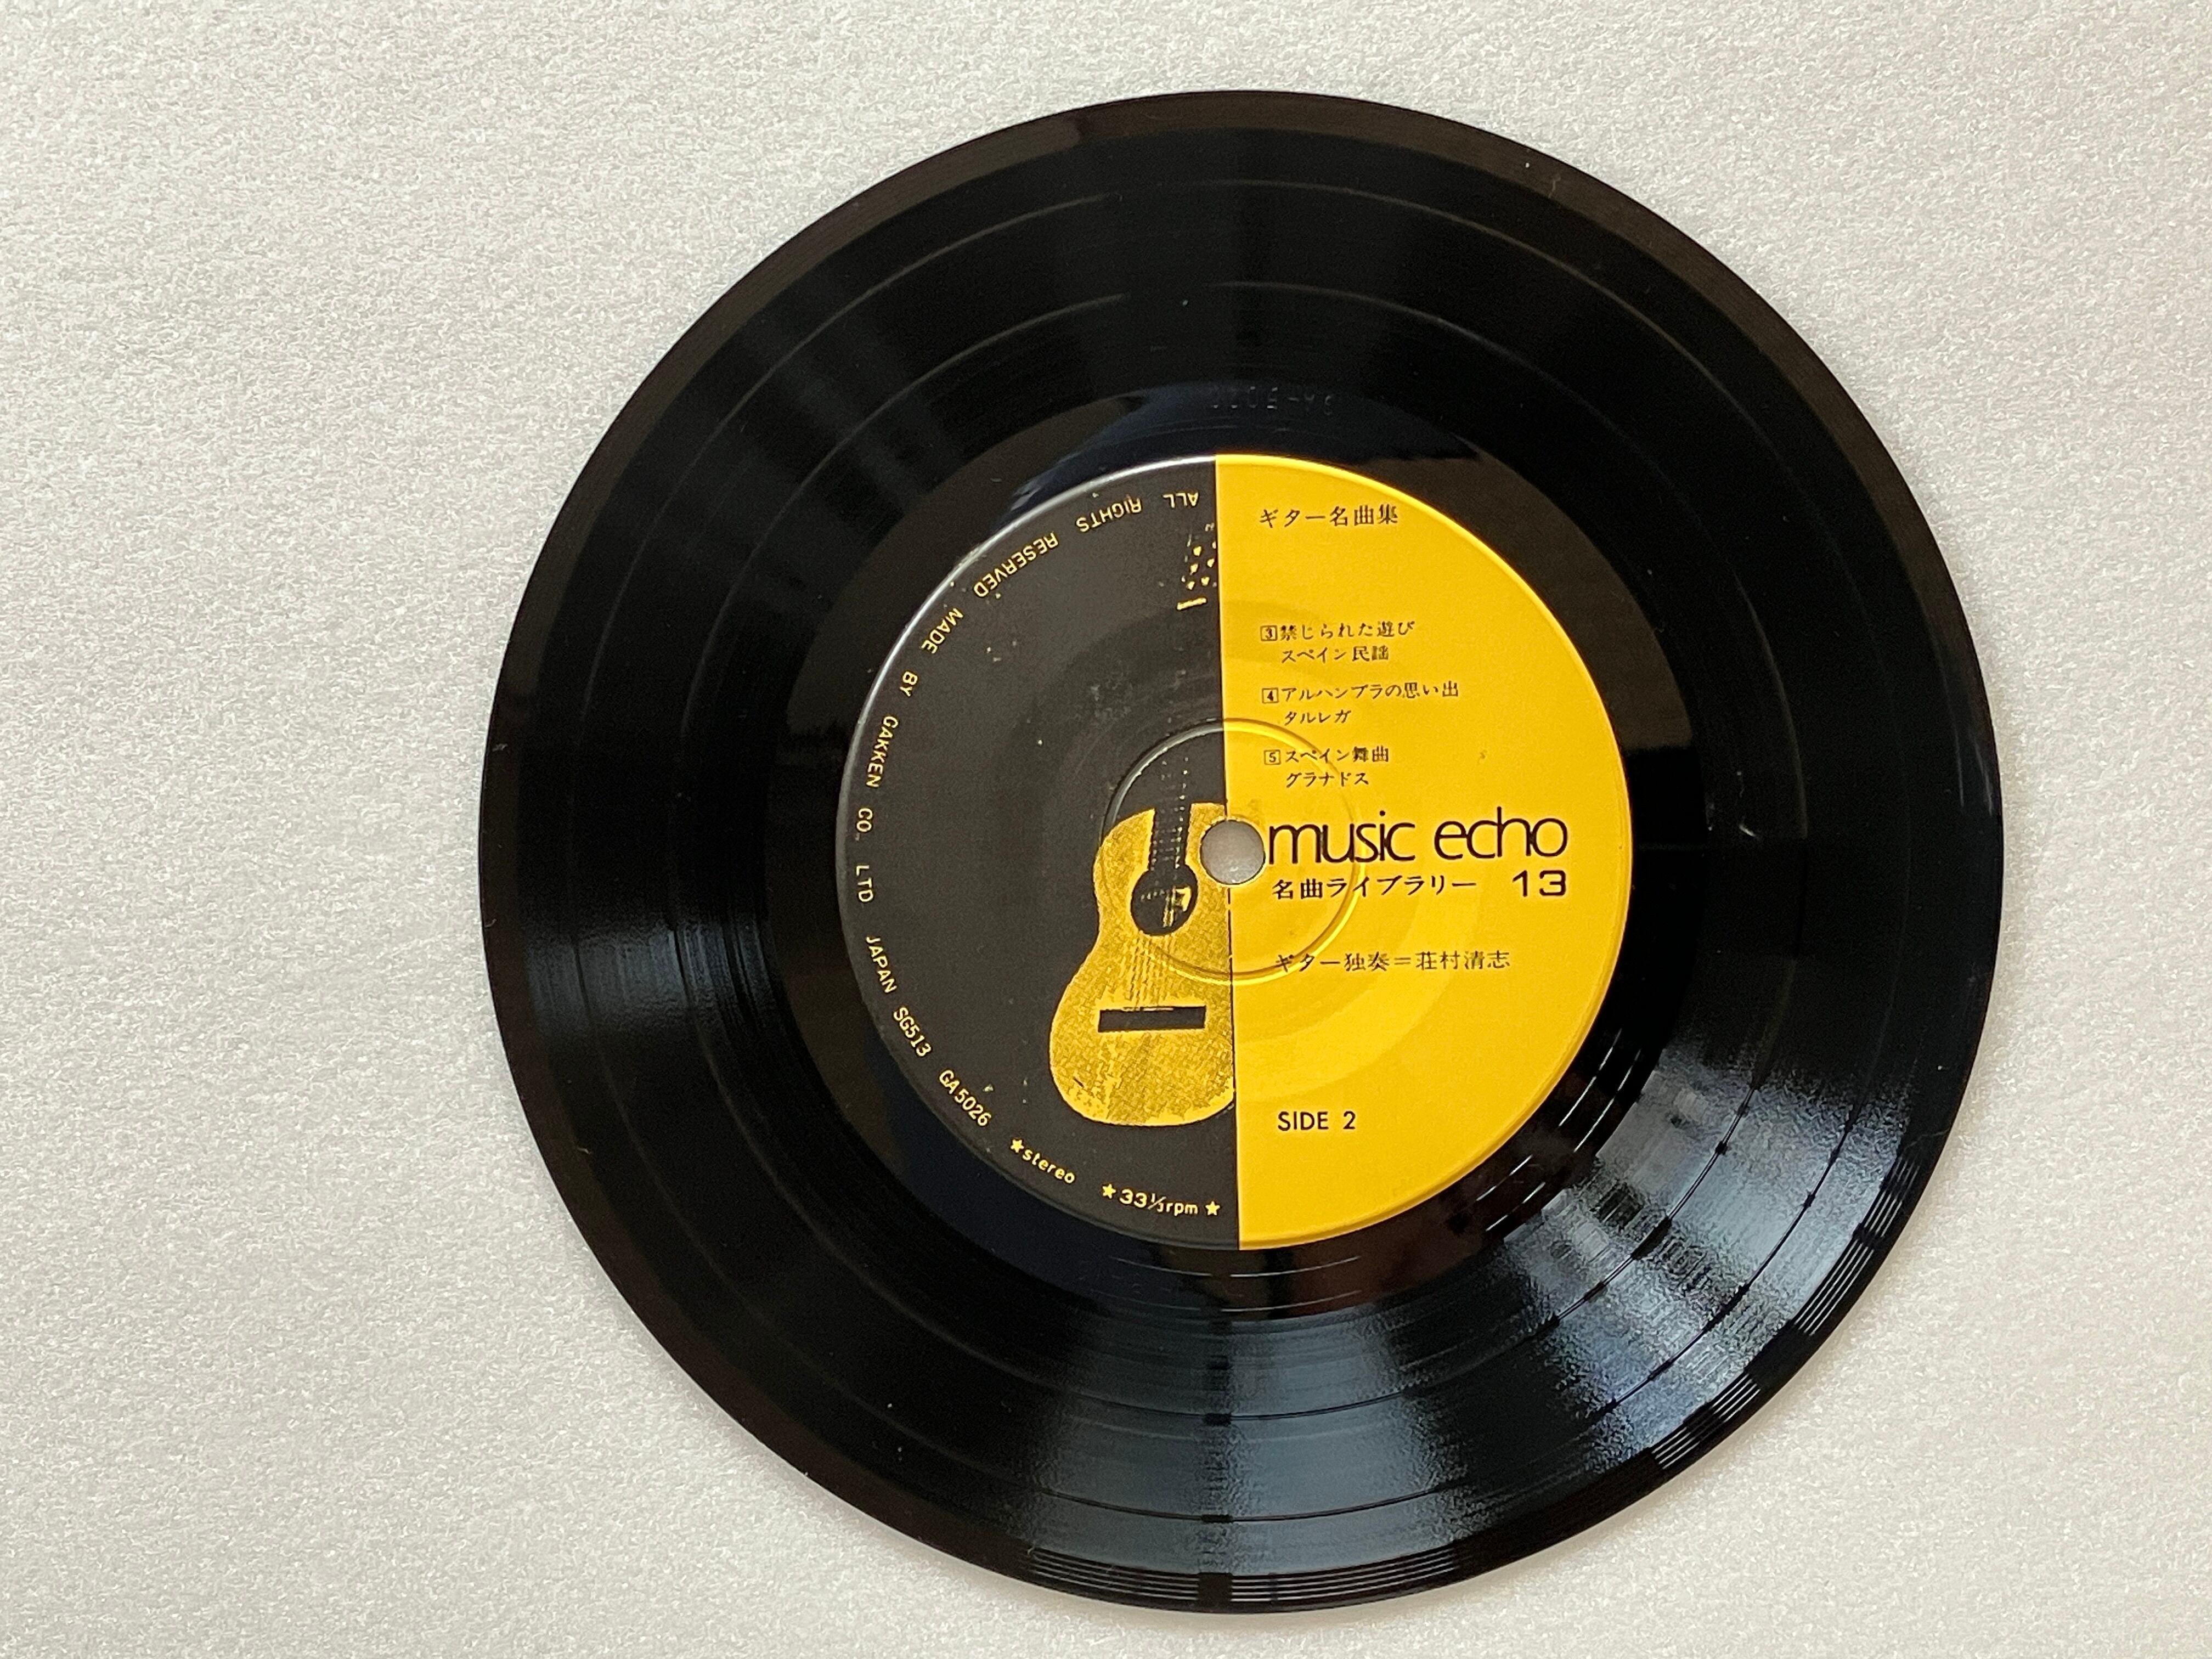 ギター名曲集
3 禁じられた遊び
スペイン民謡
4 アルハンブラの思い出
タルレガ
5 スペイン舞曲
グラナドス
music echo
名曲ライブラリー 13
ギター独奏=荘村清志
SIDE 2
ALL RIGHTS RESERVED MADE BY GAKKEN CO. LTD JAPAN SG513 GA5026 ★stereo ★33⅓rpm★